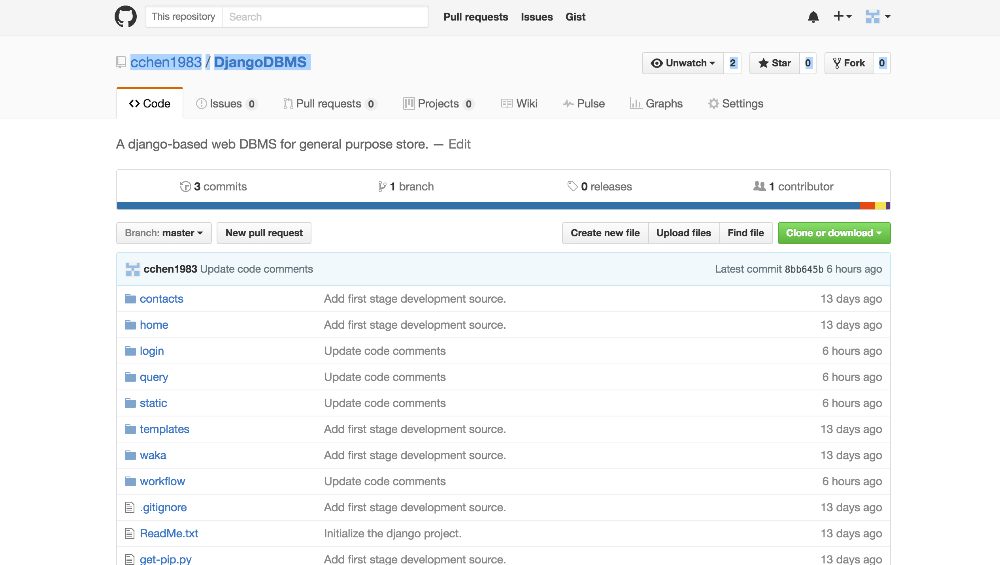 This repository Search Pull requests Issues Gist
cchen1983 / DjangoDBMS Unwatch 2 Star 0 Fork 0
Code Issues 0 Pull requests 0 Projects 0 Wiki Pulse Graphs Settings
A django-based web DBMS for general purpose store. — Edit
3 commits 1 branch 0 releases 1 contributor
Branch: master New pull request Create new file Upload files Find file Clone or download
cchen1983 Update code comments Latest commit 8bb645b 6 hours ago
contacts Add first stage development source. 13 days ago
home Add first stage development source. 13 days ago
login Update code comments 6 hours ago
query Update code comments 6 hours ago
static Update code comments 6 hours ago
templates Add first stage development source. 13 days ago
waka Add first stage development source. 13 days ago
workflow Update code comments 6 hours ago
.gitignore Add first stage development source. 13 days ago
ReadMe.txt Initialize the django project. 13 days ago
get-pip.py Add first stage development source. 13 days ago